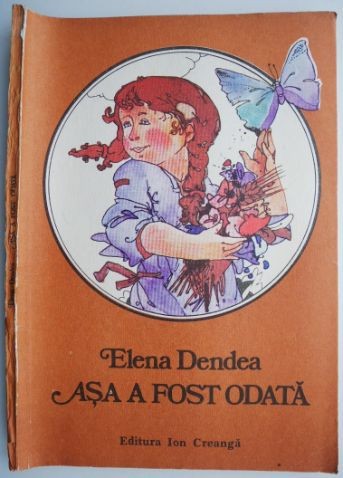 Elena Dendea
AȘA A FOST ODATĂ
Editura Ion Creangă